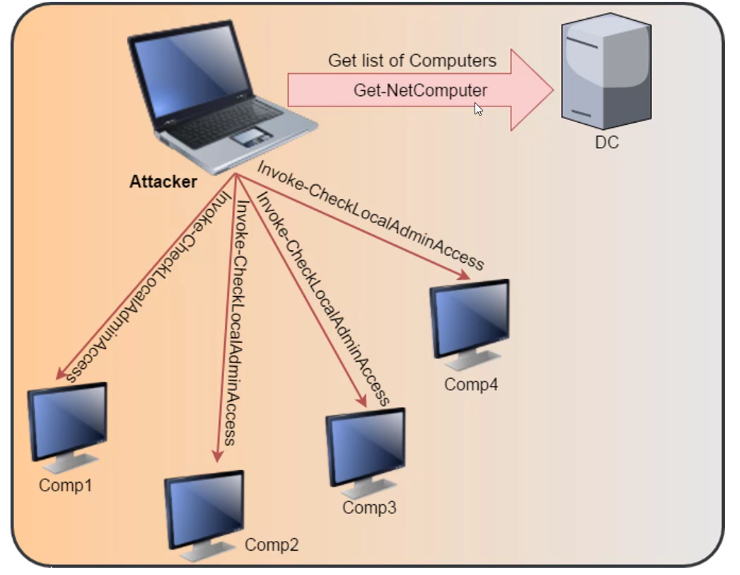 Get list of Computers
Get-NetComputer
DC
Attacker
Invoke-CheckLocalAdminAccess
Invoke-CheckLocalAdminAccess
Invoke-CheckLocalAdminAccess
Invoke-CheckLocalAdminAccess
Comp4
Comp1
Comp3
Comp2